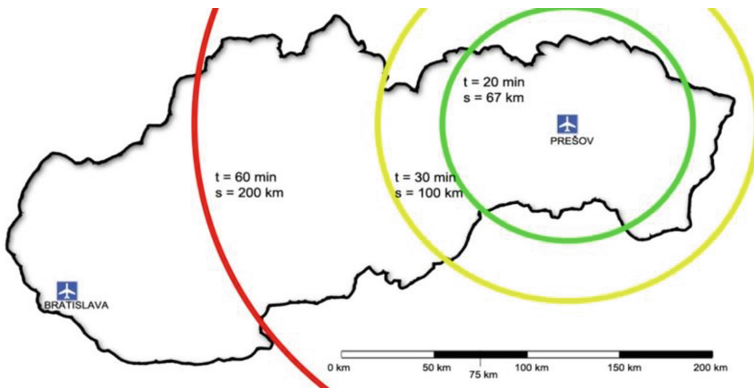 t = 20 min
s = 67 km
PREŠOV
t = 60 min
s = 200 km
t = 30 min
s = 100 km
BRATISLAVA
0 km
50 km
75 km
100 km
150 km
200 km